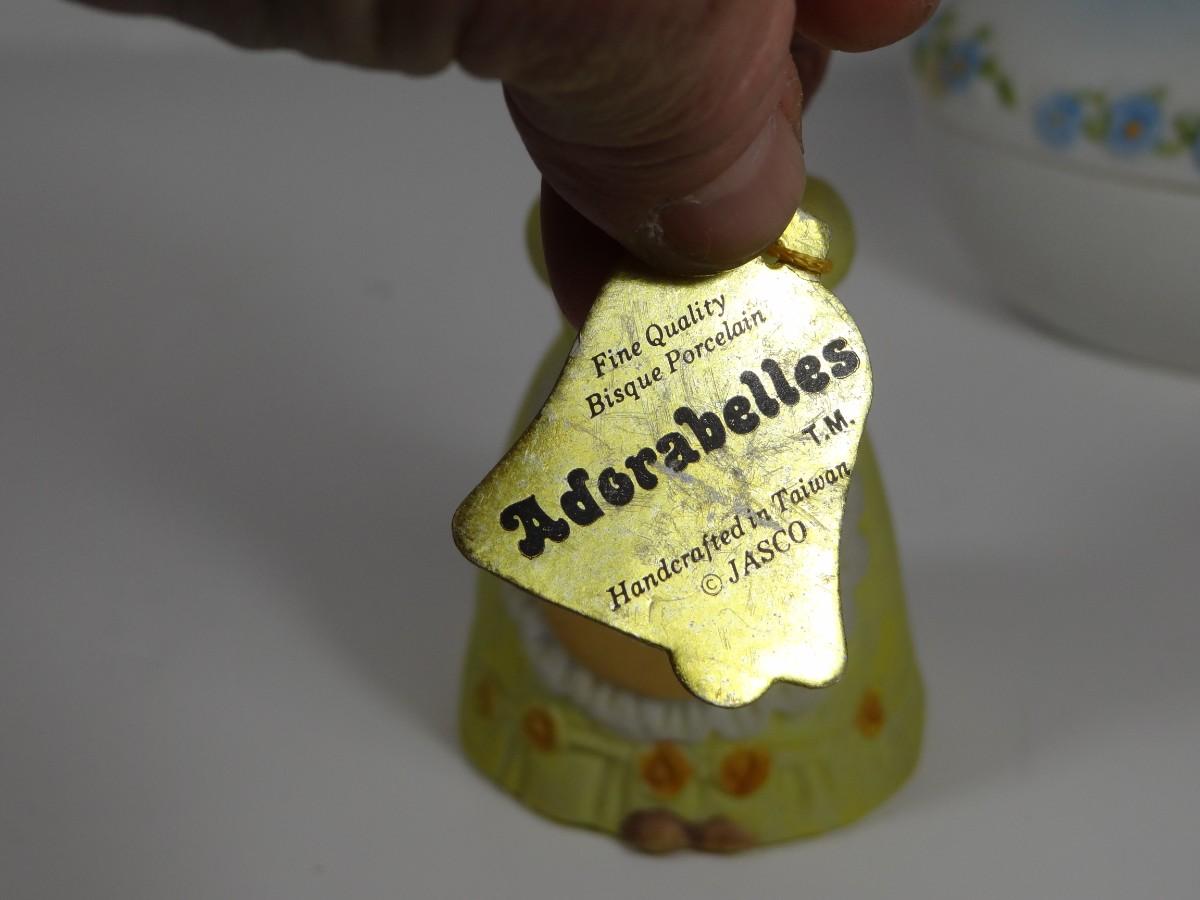 Fine Quality
Bisque Porcelain
Adorabelles
T.M.
Handcrafted in Taiwan
© JASCO